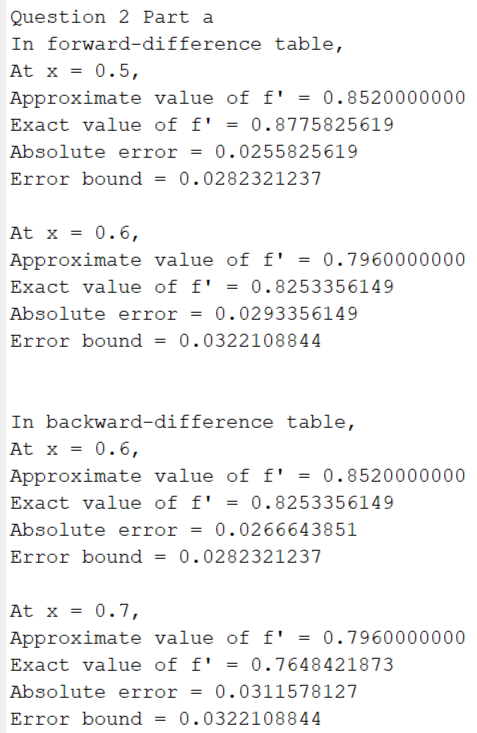 Question 2 Part a
In forward-difference table,
At x = 0.5,
Approximate value of f' = 0.8520000000
Exact value of f' = 0.8775825619
Absolute error = 0.0255825619
Error bound = 0.0282321237
At x = 0.6,
Approximate value of f' = 0.7960000000
Exact value of f' = 0.8253356149
Absolute error = 0.0293356149
Error bound = 0.0322108844
In backward-difference table,
At x = 0.6,
Approximate value of f' = 0.8520000000
Exact value of f' = 0.8253356149
Absolute error = 0.0266643851
Error bound = 0.0282321237
At x = 0.7,
Approximate value of f' = 0.7960000000
Exact value of f' = 0.7648421873
Absolute error = 0.0311578127
Error bound = 0.0322108844